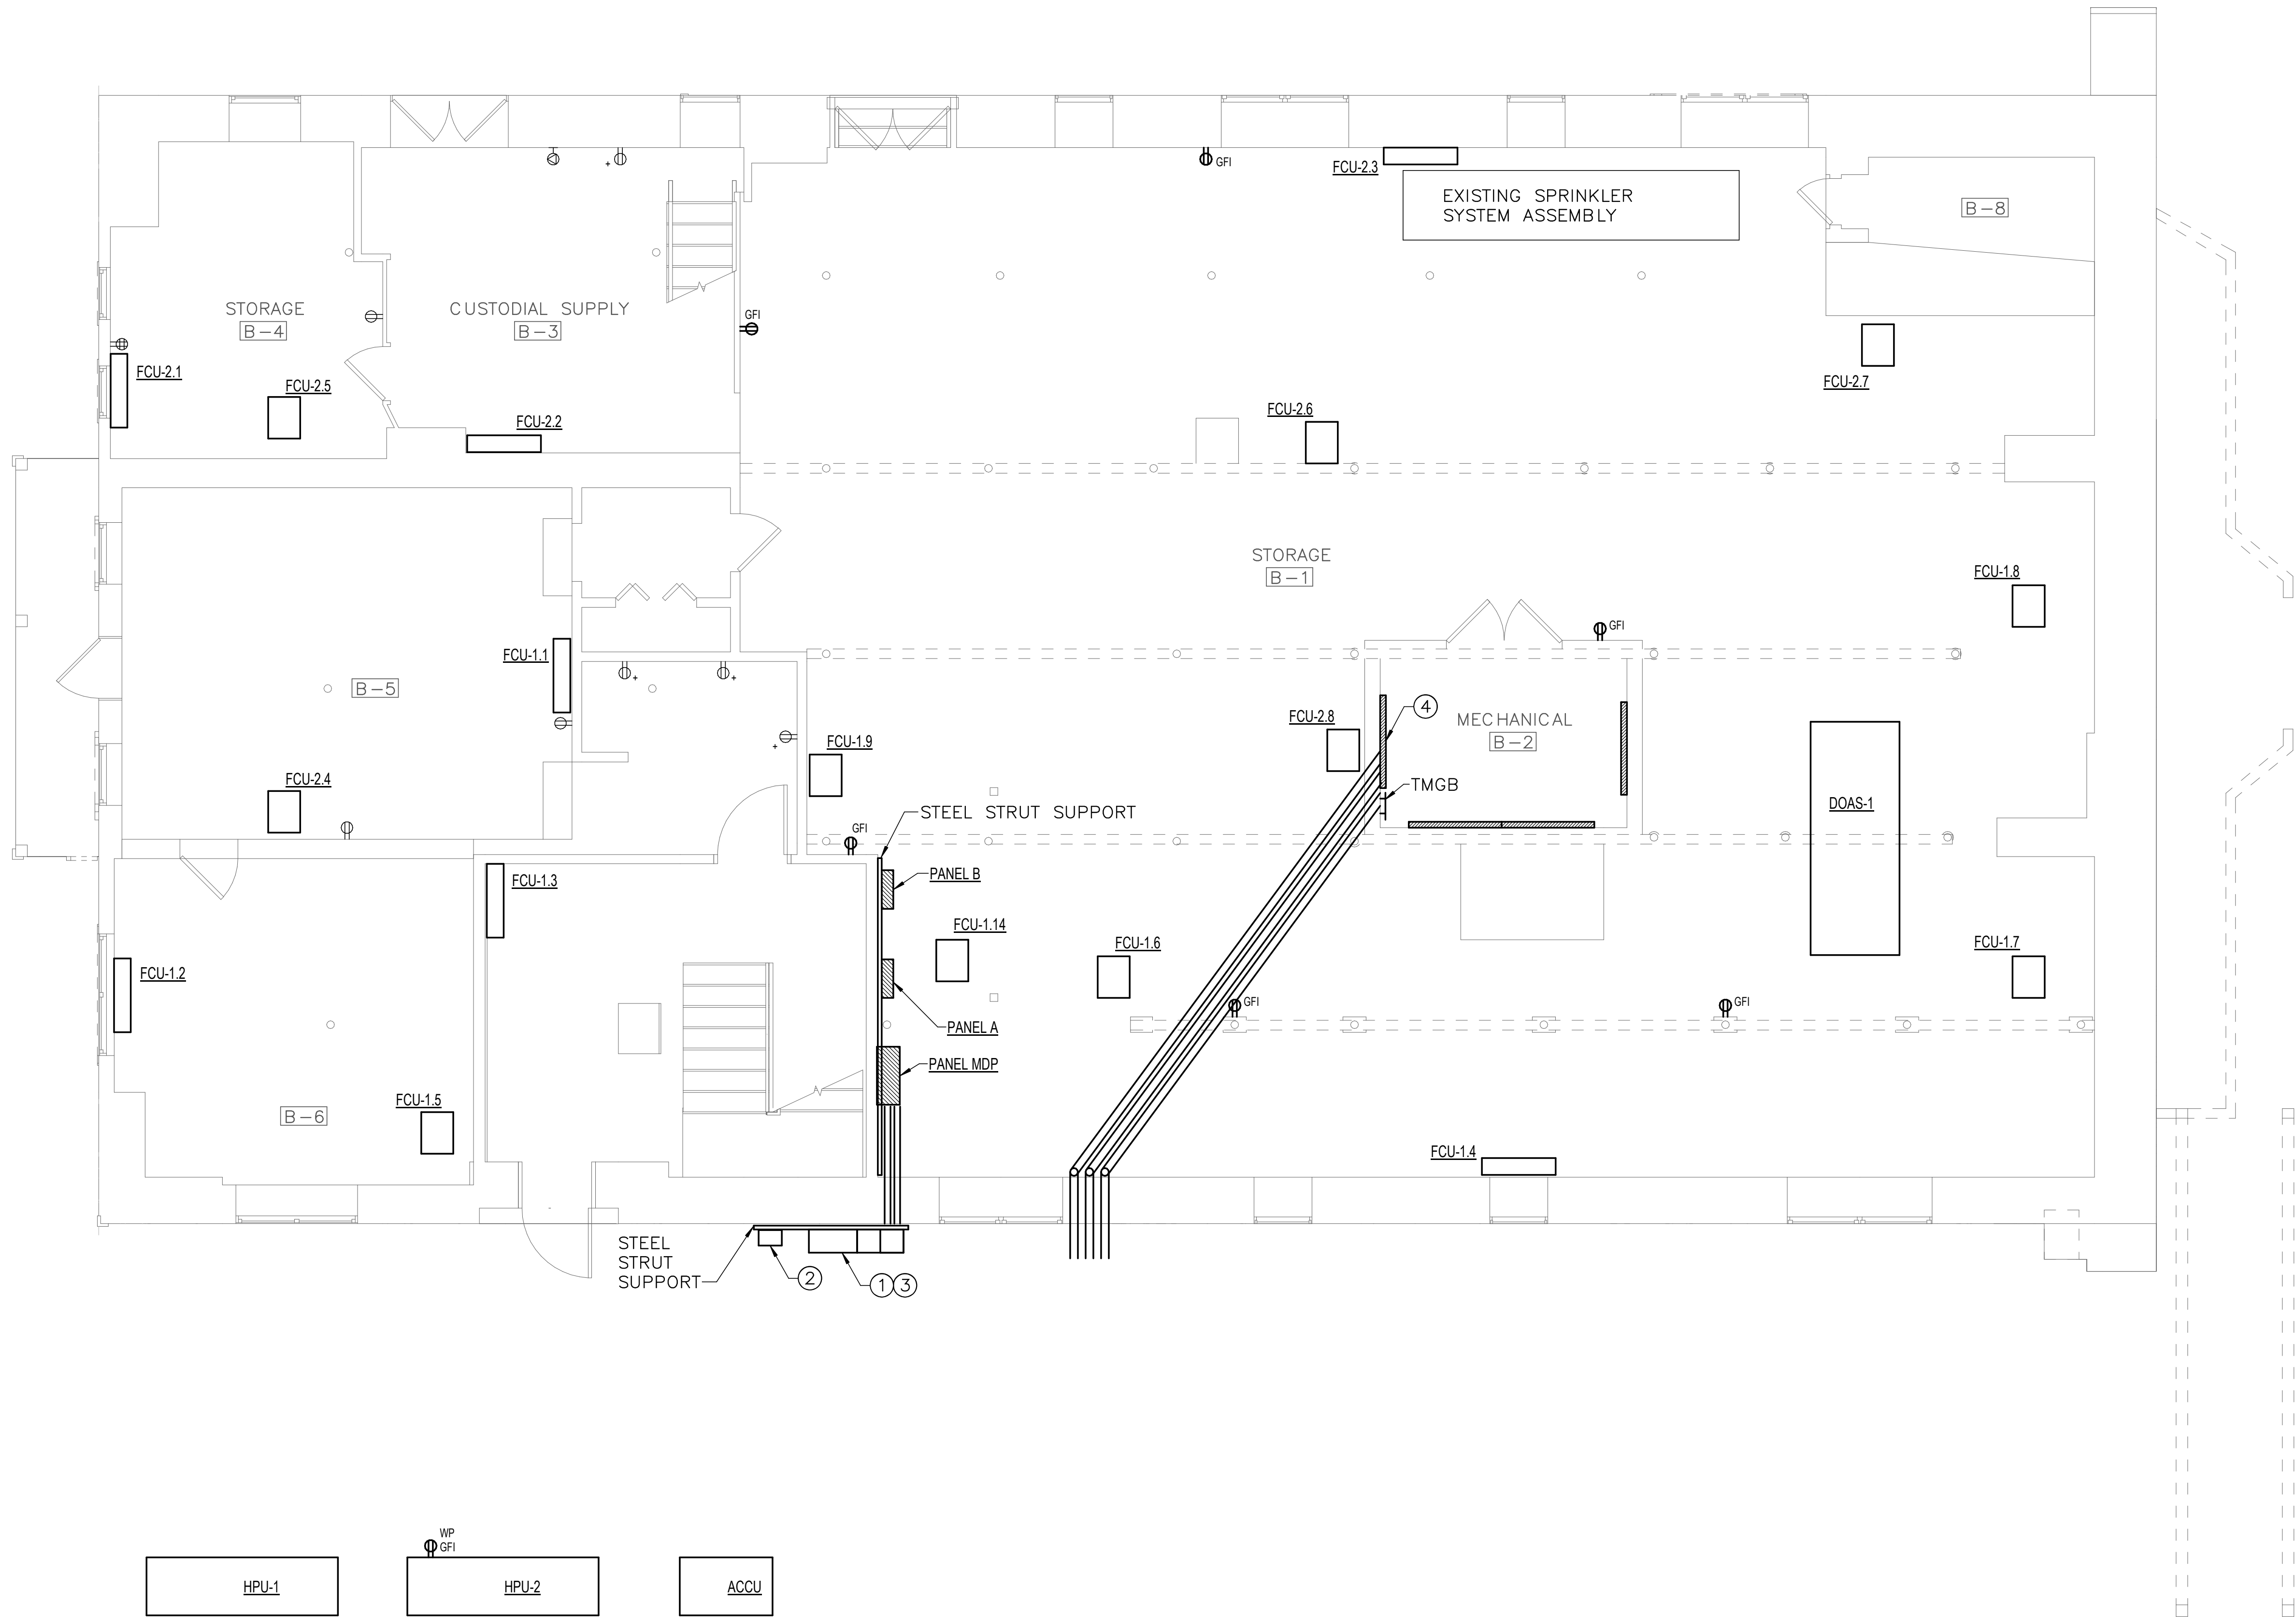 GFI
FCU-2.3
EXISTING SPRINKLER
SYSTEM ASSEMBLY
B-8
STORAGE
B-4
CUSTODIAL SUPPLY
B-3
GFI
FCU-2.1
FCU-2.5
FCU-2.2
FCU-2.6
FCU-2.7
STORAGE
B-1
FCU-1.8
GFI
FCU-1.1
B-5
FCU-2.4
FCU-1.9
FCU-2.8
4
MECHANICAL
B-2
TMGB
DOAS-1
STEEL STRUT SUPPORT
GFI
PANEL B
FCU-1.3
FCU-1.14
FCU-1.6
FCU-1.7
FCU-1.2
GFI
GFI
PANEL A
PANEL MDP
FCU-1.5
B-6
FCU-1.4
STEEL
STRUT
SUPPORT
2
1
3
WP
GFI
HPU-1
HPU-2
ACCU